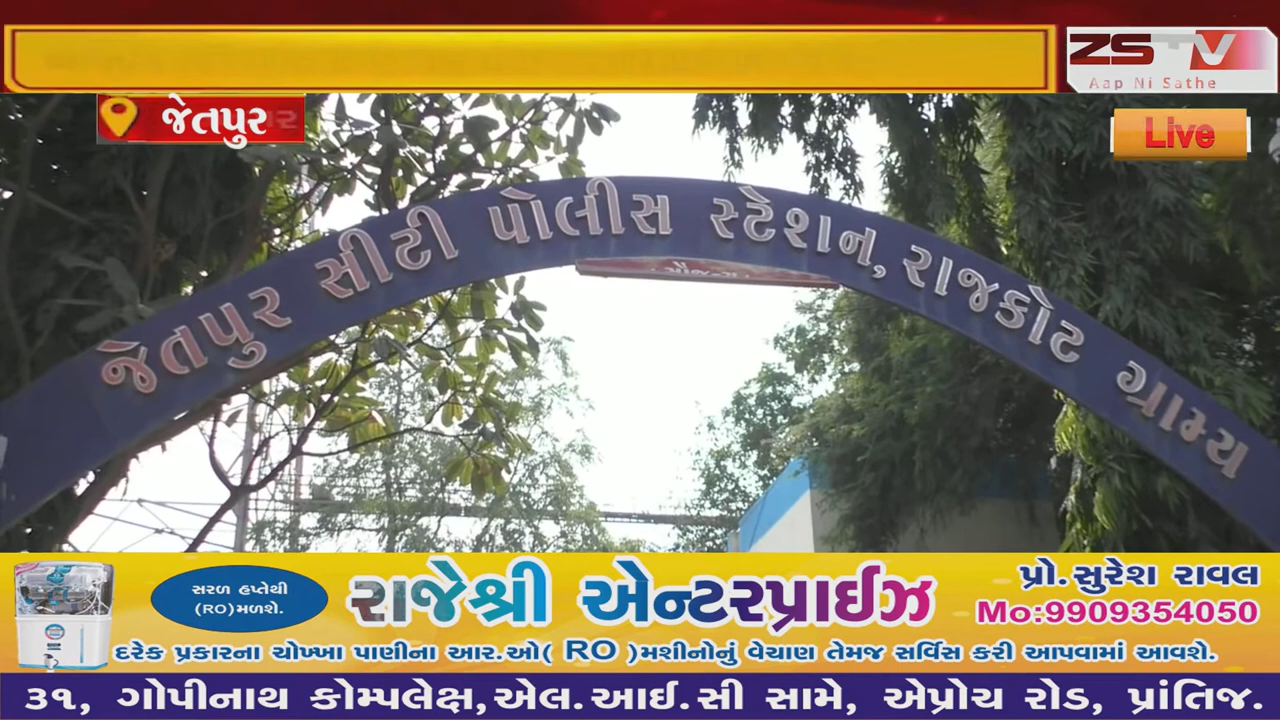 ZSTV
Aap Ni Sathe
જેતપુર
Live
જેતપુર સીટી પોલીસ સ્ટેશન, રાજકોટ ગ્રામ્ય
સરળ હપ્તેથી
(RO)મળશે.
રાજેશ્રી એન્ટરપ્રાઈઝ
પ્રો.સુરેશ રાવલ
Mo:9909354050
દરેક પ્રકારના ચોખ્ખા પાણીના આર.ઓ( RO )મશીનોનું વેચાણ તેમજ સર્વિસ કરી આપવામાં આવશે.
૩૧, ગોપીનાથ કોમ્પલેક્ષ,એલ.આઈ.સી સામે, એપ્રોચ રોડ, પ્રાંતિજ.